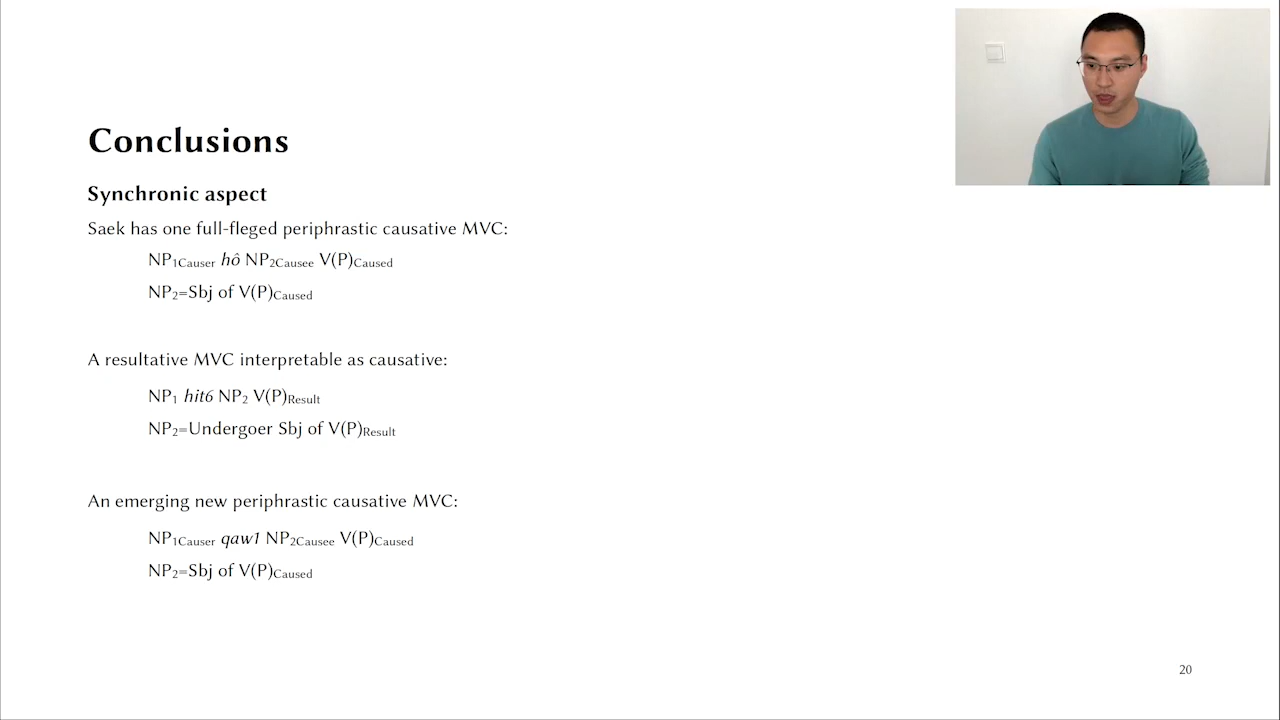 Conclusions
Synchronic aspect
Saek has one full-fleged periphrastic causative MVC:
NP1Causer hô NP2Causee V(P)Caused
NP2=Sbj of V(P)Caused
A resultative MVC interpretable as causative:
NP1 hit6 NP2 V(P)Result
NP2=Undergoer Sbj of V(P)Result
An emerging new periphrastic causative MVC:
NP1Causer qaw1 NP2Causee V(P)Caused
NP2=Sbj of V(P)Caused
20